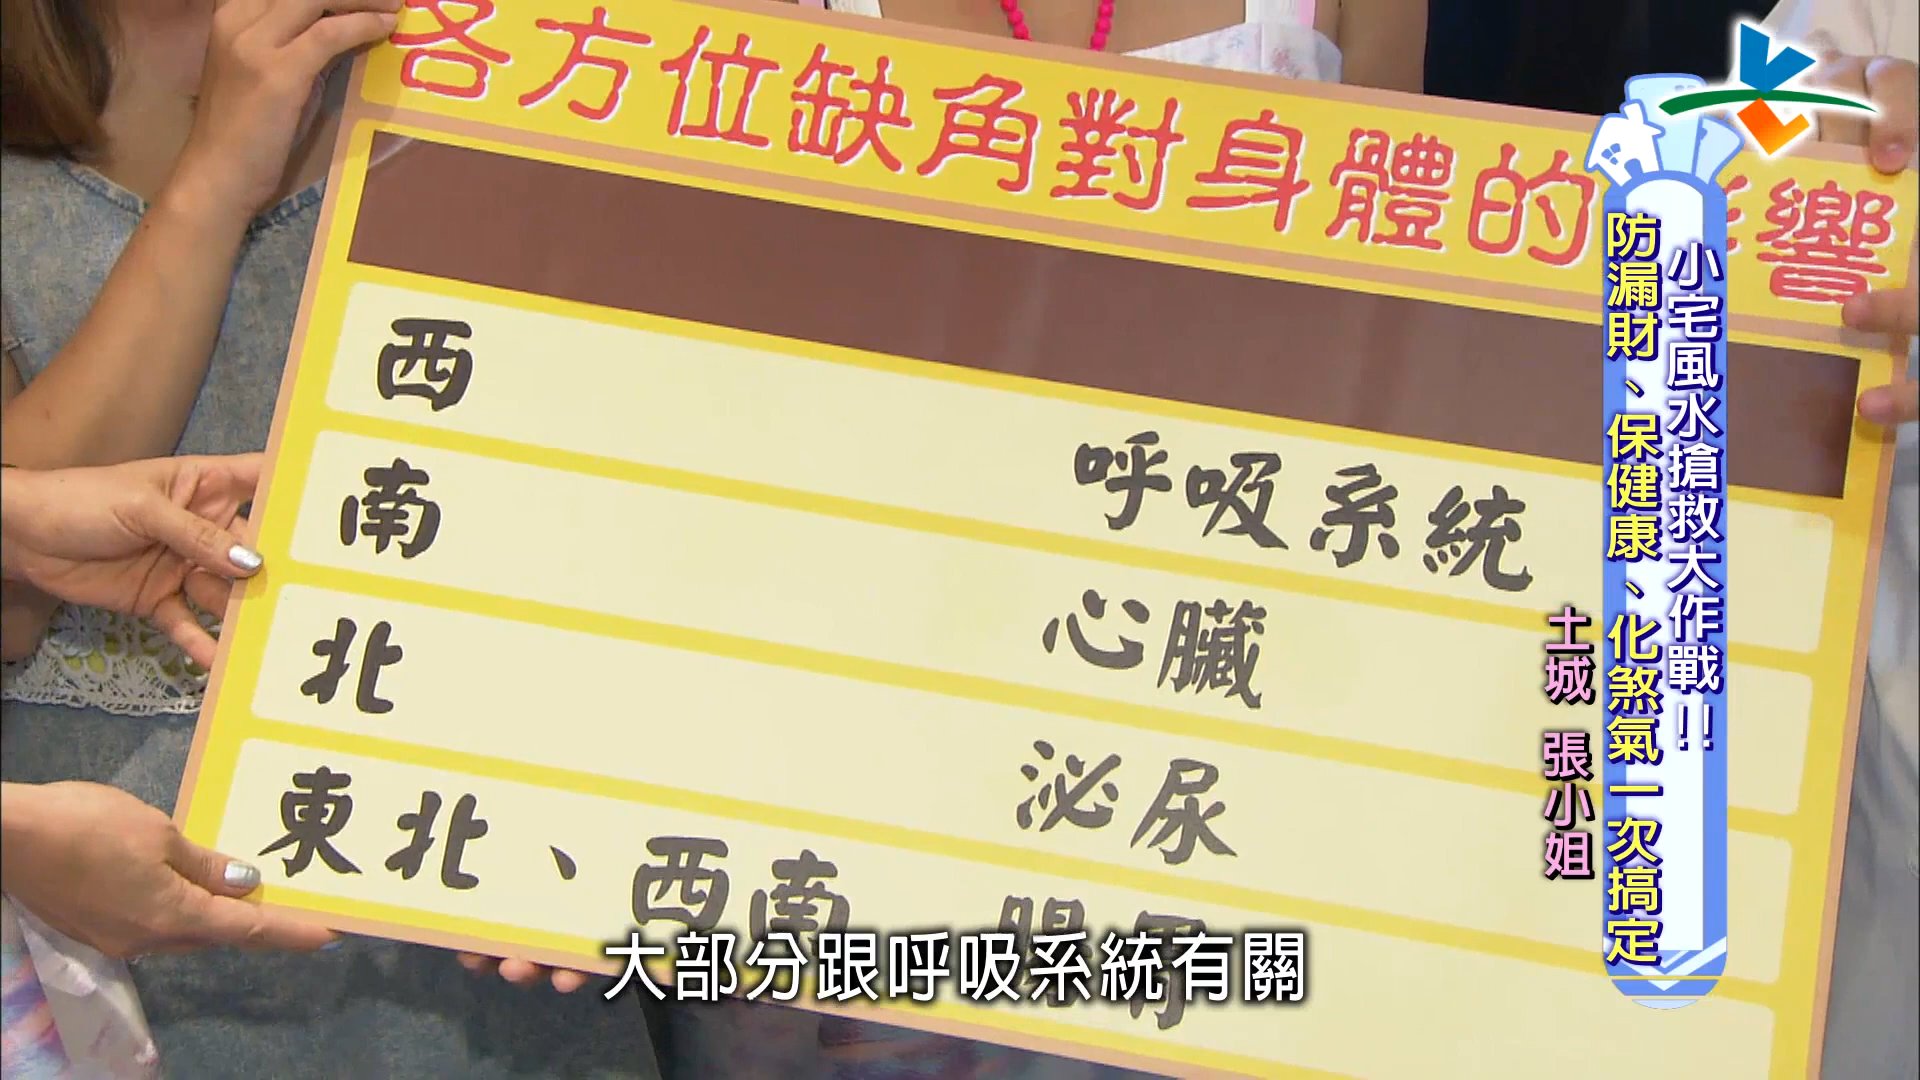 各方位缺角對身體的響
西 呼吸系統
南 心臟
北 泌尿
東北、西南 腸胃
小宅風水搶救大作戰!!
防漏財、保健康、化煞氣一次搞定
土城 張小姐
大部分跟呼吸系統有關